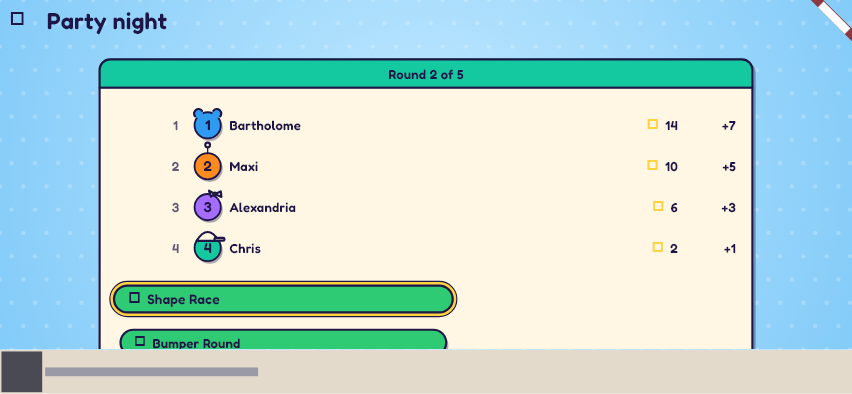 Party night
Round 2 of 5
1 1 Bartholome 14 +7
2 2 Maxi 10 +5
3 3 Alexandria 6 +3
4 4 Chris 2 +1
Shape Race
Bumper Round